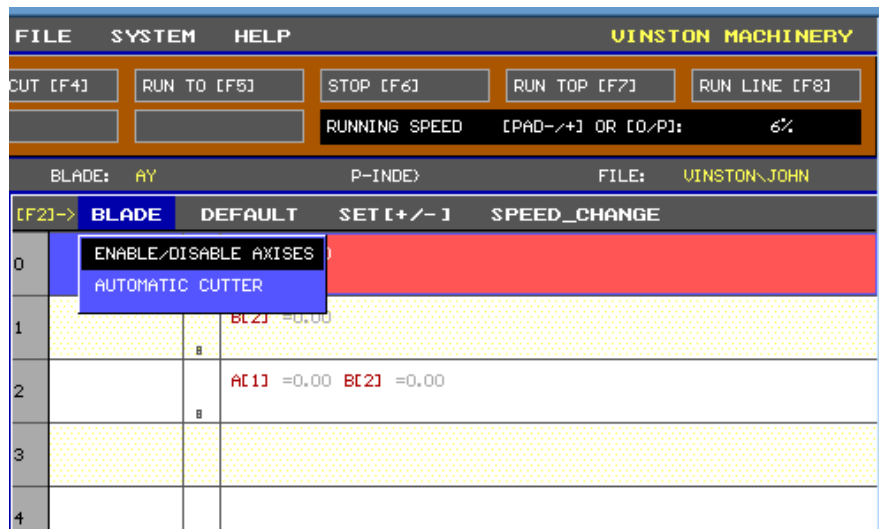 FILE SYSTEM HELP VINSTON MACHINERY
CUT [F4] RUN TO [F5] STOP [F6] RUN TOP [F7] RUN LINE [F8]
RUNNING SPEED [PAD-/+] OR [O/P]: 6%
BLADE: AY P-INDE> FILE: VINSTON\JOHN
[F2]-> BLADE DEFAULT SET[+/-] SPEED_CHANGE
0 ENABLE/DISABLE AXISES
AUTOMATIC CUTTER
1 B[2] =0.00
B
2 A[1] =0.00 B[2] =0.00
B
3
4